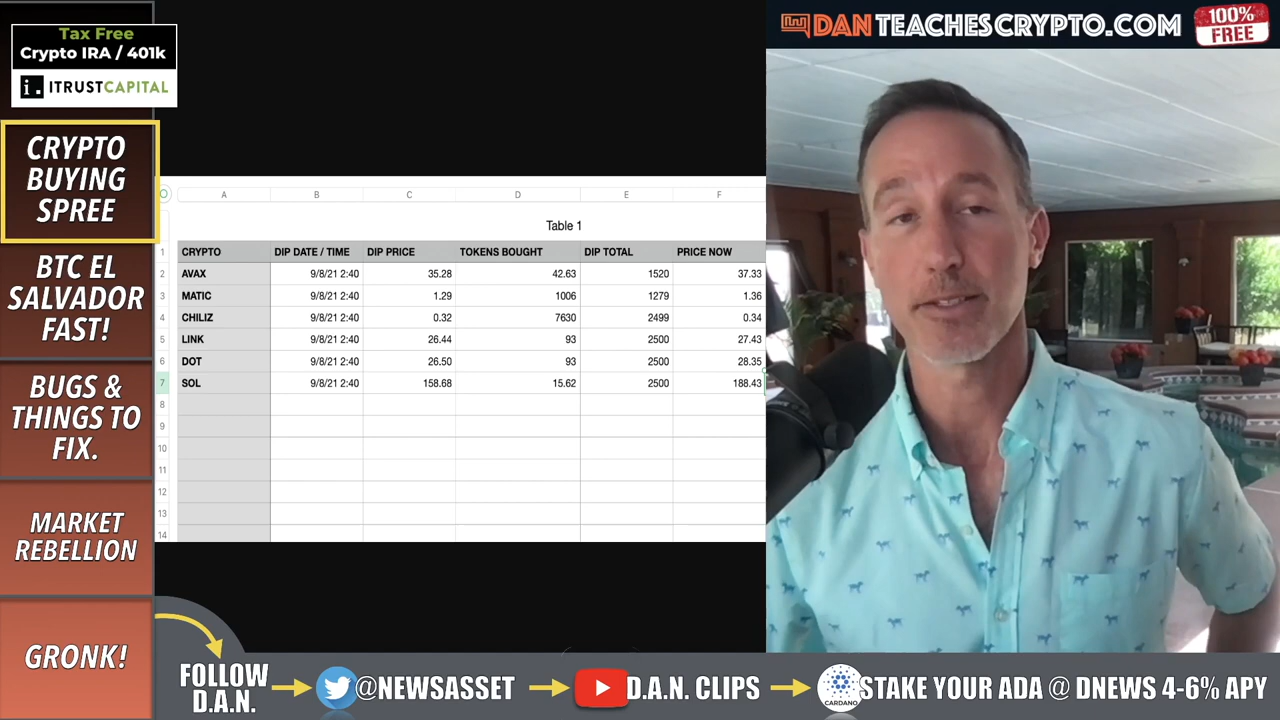 Tax Free
Crypto IRA / 401k
i. ITRUSTCAPITAL
CRYPTO
BUYING
SPREE
BTC EL
SALVADOR
FAST!
BUGS &
THINGS TO
FIX.
MARKET
REBELLION
GRONK!
A B C D E F
Table 1
1 CRYPTO DIP DATE / TIME DIP PRICE TOKENS BOUGHT DIP TOTAL PRICE NOW
2 AVAX 9/8/21 2:40 35.28 42.63 1520 37.33
3 MATIC 9/8/21 2:40 1.29 1006 1279 1.36
4 CHILIZ 9/8/21 2:40 0.32 7630 2499 0.34
5 LINK 9/8/21 2:40 26.44 93 2500 27.43
6 DOT 9/8/21 2:40 26.50 93 2500 28.35
7 SOL 9/8/21 2:40 158.68 15.62 2500 188.43
8
9
10
11
12
13
14
DANTEACHESCRYPTO.COM
100%
FREE
FOLLOW
D.A.N.
@NEWSASSET
D.A.N. CLIPS
CARDANO
STAKE YOUR ADA @ DNEWS 4-6% APY